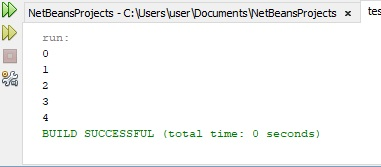 NetBeansProjects - C:\Users\user\Documents\NetBeansProjects × tes
run:
0
1
2
3
4
BUILD SUCCESSFUL (total time: 0 seconds)